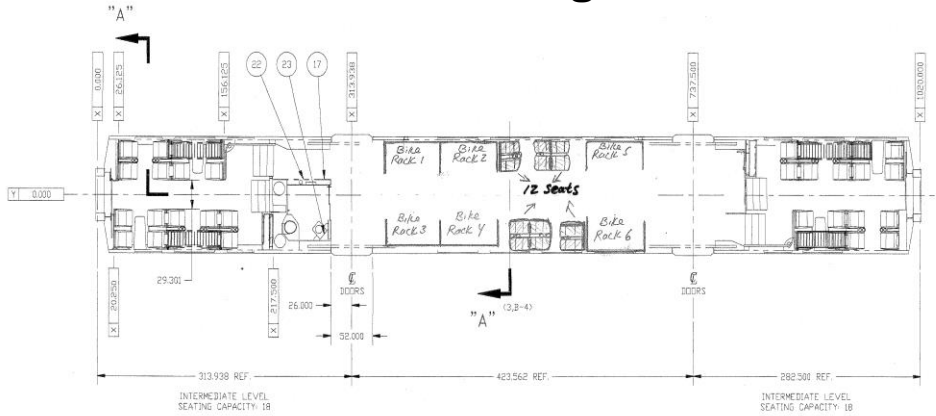 "A"
X 0.000
X 26.125
X 156.125
22
23
17
X 313.938
X 737.500
X 1020.000
Bike Rack 1
Bike Rack 2
Bike Rack 5
Y 0.000
12 Seats
Bike Rack 3
Bike Rack 4
Bike Rack 6
29.301
X 20.250
X 217.500
26.000
52.000
℄
DOORS
"A"
(3,B-4)
℄
DOORS
313.938 REF.
423.562 REF.
282.500 REF.
INTERMEDIATE LEVEL
SEATING CAPACITY: 18
INTERMEDIATE LEVEL
SEATING CAPACITY: 18